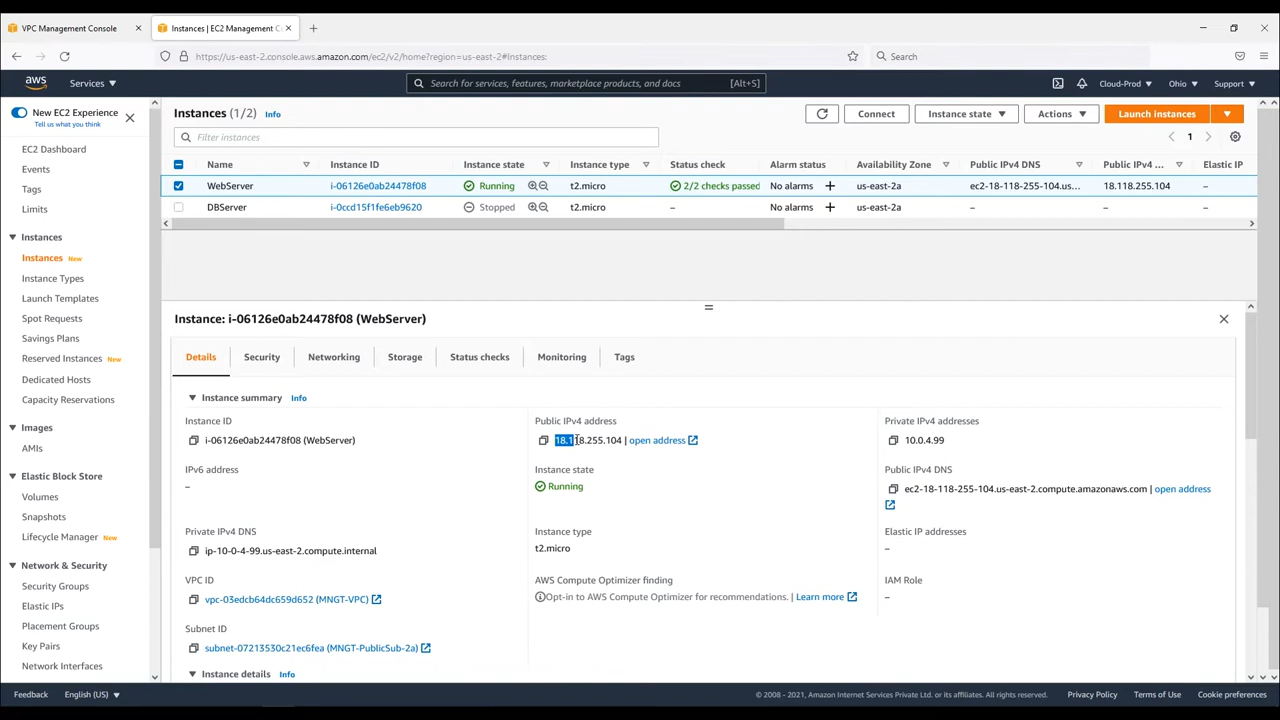 VPC Management Console
Instances | EC2 Management C
https://us-east-2.console.aws.amazon.com/ec2/v2/home?region=us-east-2#Instances:
Search
aws
Services
Search for services, features, marketplace products, and docs [Alt+S]
Cloud-Prod
Ohio
Support
New EC2 Experience
Tell us what you think
EC2 Dashboard
Events
Tags
Limits
Instances
Instances New
Instance Types
Launch Templates
Spot Requests
Savings Plans
Reserved Instances New
Dedicated Hosts
Capacity Reservations
Images
AMIs
Elastic Block Store
Volumes
Snapshots
Lifecycle Manager New
Network & Security
Security Groups
Elastic IPs
Placement Groups
Key Pairs
Network Interfaces
Instances (1/2) Info
Connect
Instance state
Actions
Launch instances
Filter instances
1
Name Instance ID Instance state Instance type Status check Alarm status Availability Zone Public IPv4 DNS Public IPv4 ... Elastic IP
WebServer i-06126e0ab24478f08 Running t2.micro 2/2 checks passed No alarms + us-east-2a ec2-18-118-255-104.us... 18.118.255.104 –
DBServer i-0ccd15f1fe6eb9620 Stopped t2.micro – No alarms + us-east-2a – – –
Instance: i-06126e0ab24478f08 (WebServer)
Details Security Networking Storage Status checks Monitoring Tags
Instance summary Info
Instance ID
i-06126e0ab24478f08 (WebServer)
IPv6 address
–
Private IPv4 DNS
ip-10-0-4-99.us-east-2.compute.internal
VPC ID
vpc-03edcb64dc659d652 (MNGT-VPC)
Subnet ID
subnet-07213530c21ec6fea (MNGT-PublicSub-2a)
Public IPv4 address
18.118.255.104 | open address
Instance state
Running
Instance type
t2.micro
AWS Compute Optimizer finding
Opt-in to AWS Compute Optimizer for recommendations. | Learn more
Private IPv4 addresses
10.0.4.99
Public IPv4 DNS
ec2-18-118-255-104.us-east-2.compute.amazonaws.com | open address
Elastic IP addresses
–
IAM Role
–
Instance details Info
Feedback
English (US)
© 2008 - 2021, Amazon Internet Services Private Ltd. or its affiliates. All rights reserved.
Privacy Policy
Terms of Use
Cookie preferences